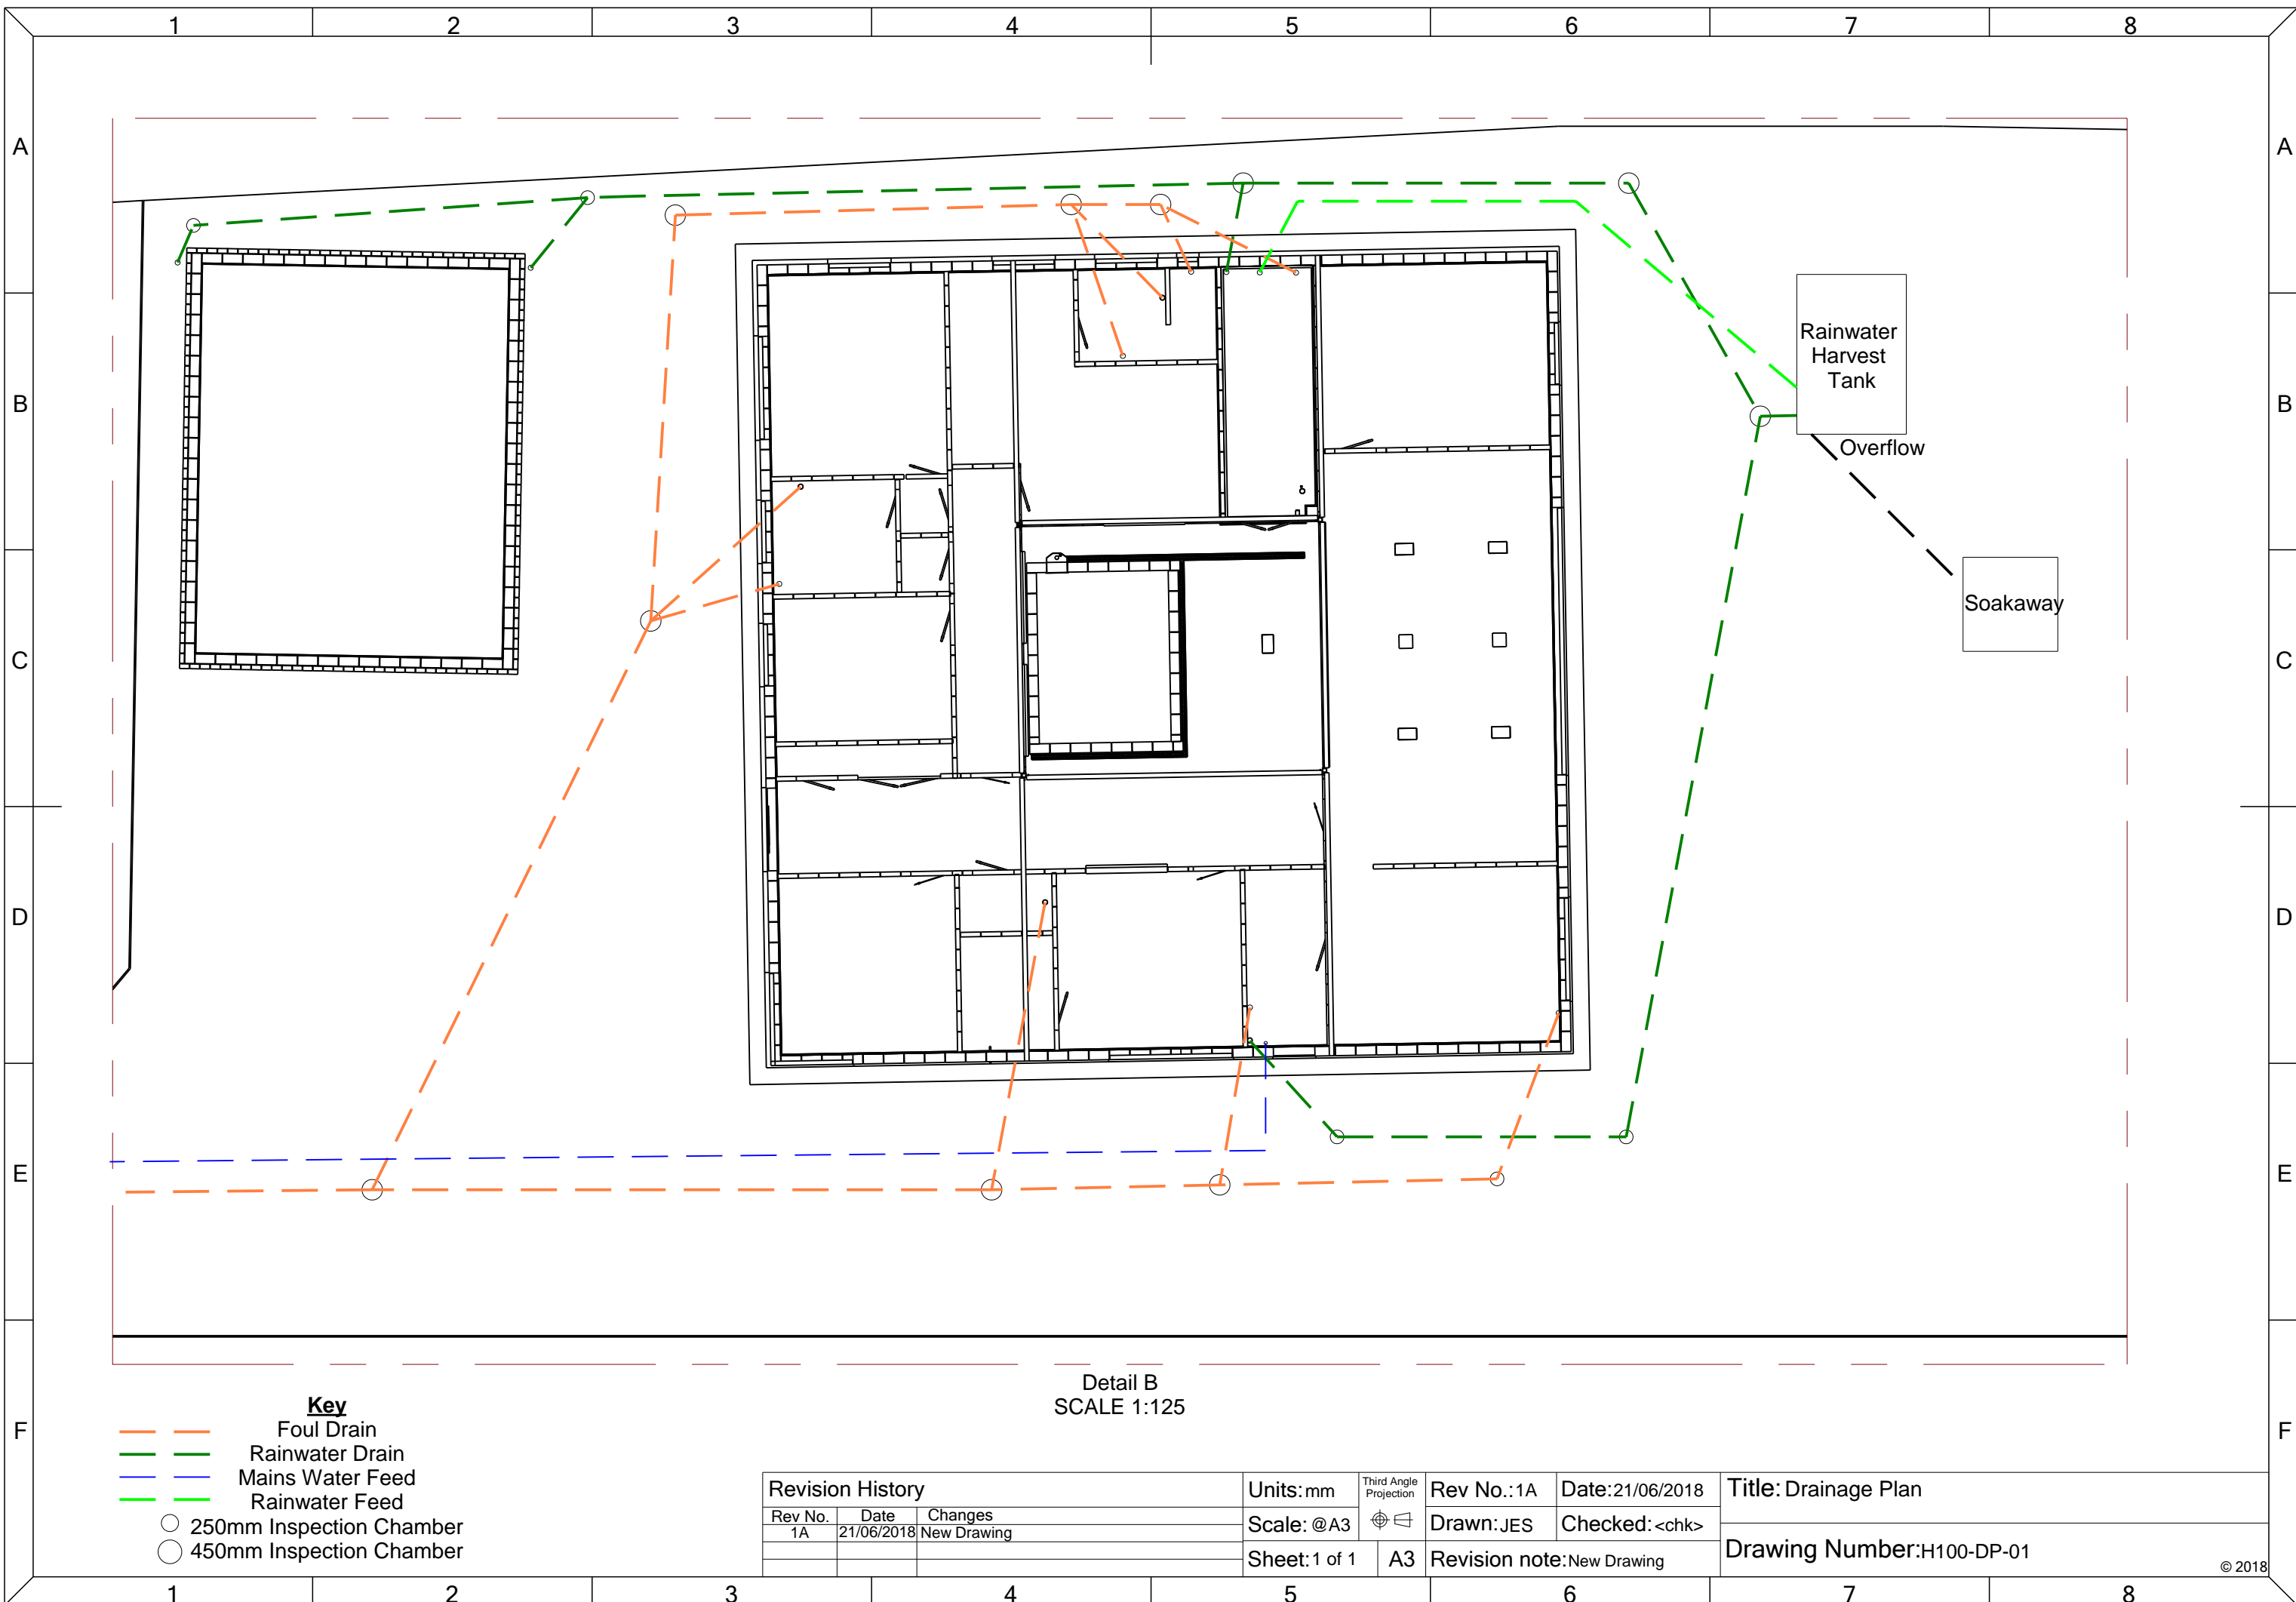 1 2 3 4 5 6 7 8
A A
B B
C C
D D
E E
F F
Rainwater
Harvest
Tank
Overflow
Soakaway
Detail B
SCALE 1:125
Key
Foul Drain
Rainwater Drain
Mains Water Feed
Rainwater Feed
250mm Inspection Chamber
450mm Inspection Chamber
Revision History
Rev No. Date Changes
1A 21/06/2018 New Drawing
Units: mm
Third Angle
Projection
Rev No.: 1A
Date: 21/06/2018
Title: Drainage Plan
Scale: @A3
Drawn: JES
Checked: <chk>
Sheet: 1 of 1
A3
Revision note: New Drawing
Drawing Number: H100-DP-01
© 2018
1 2 3 4 5 6 7 8